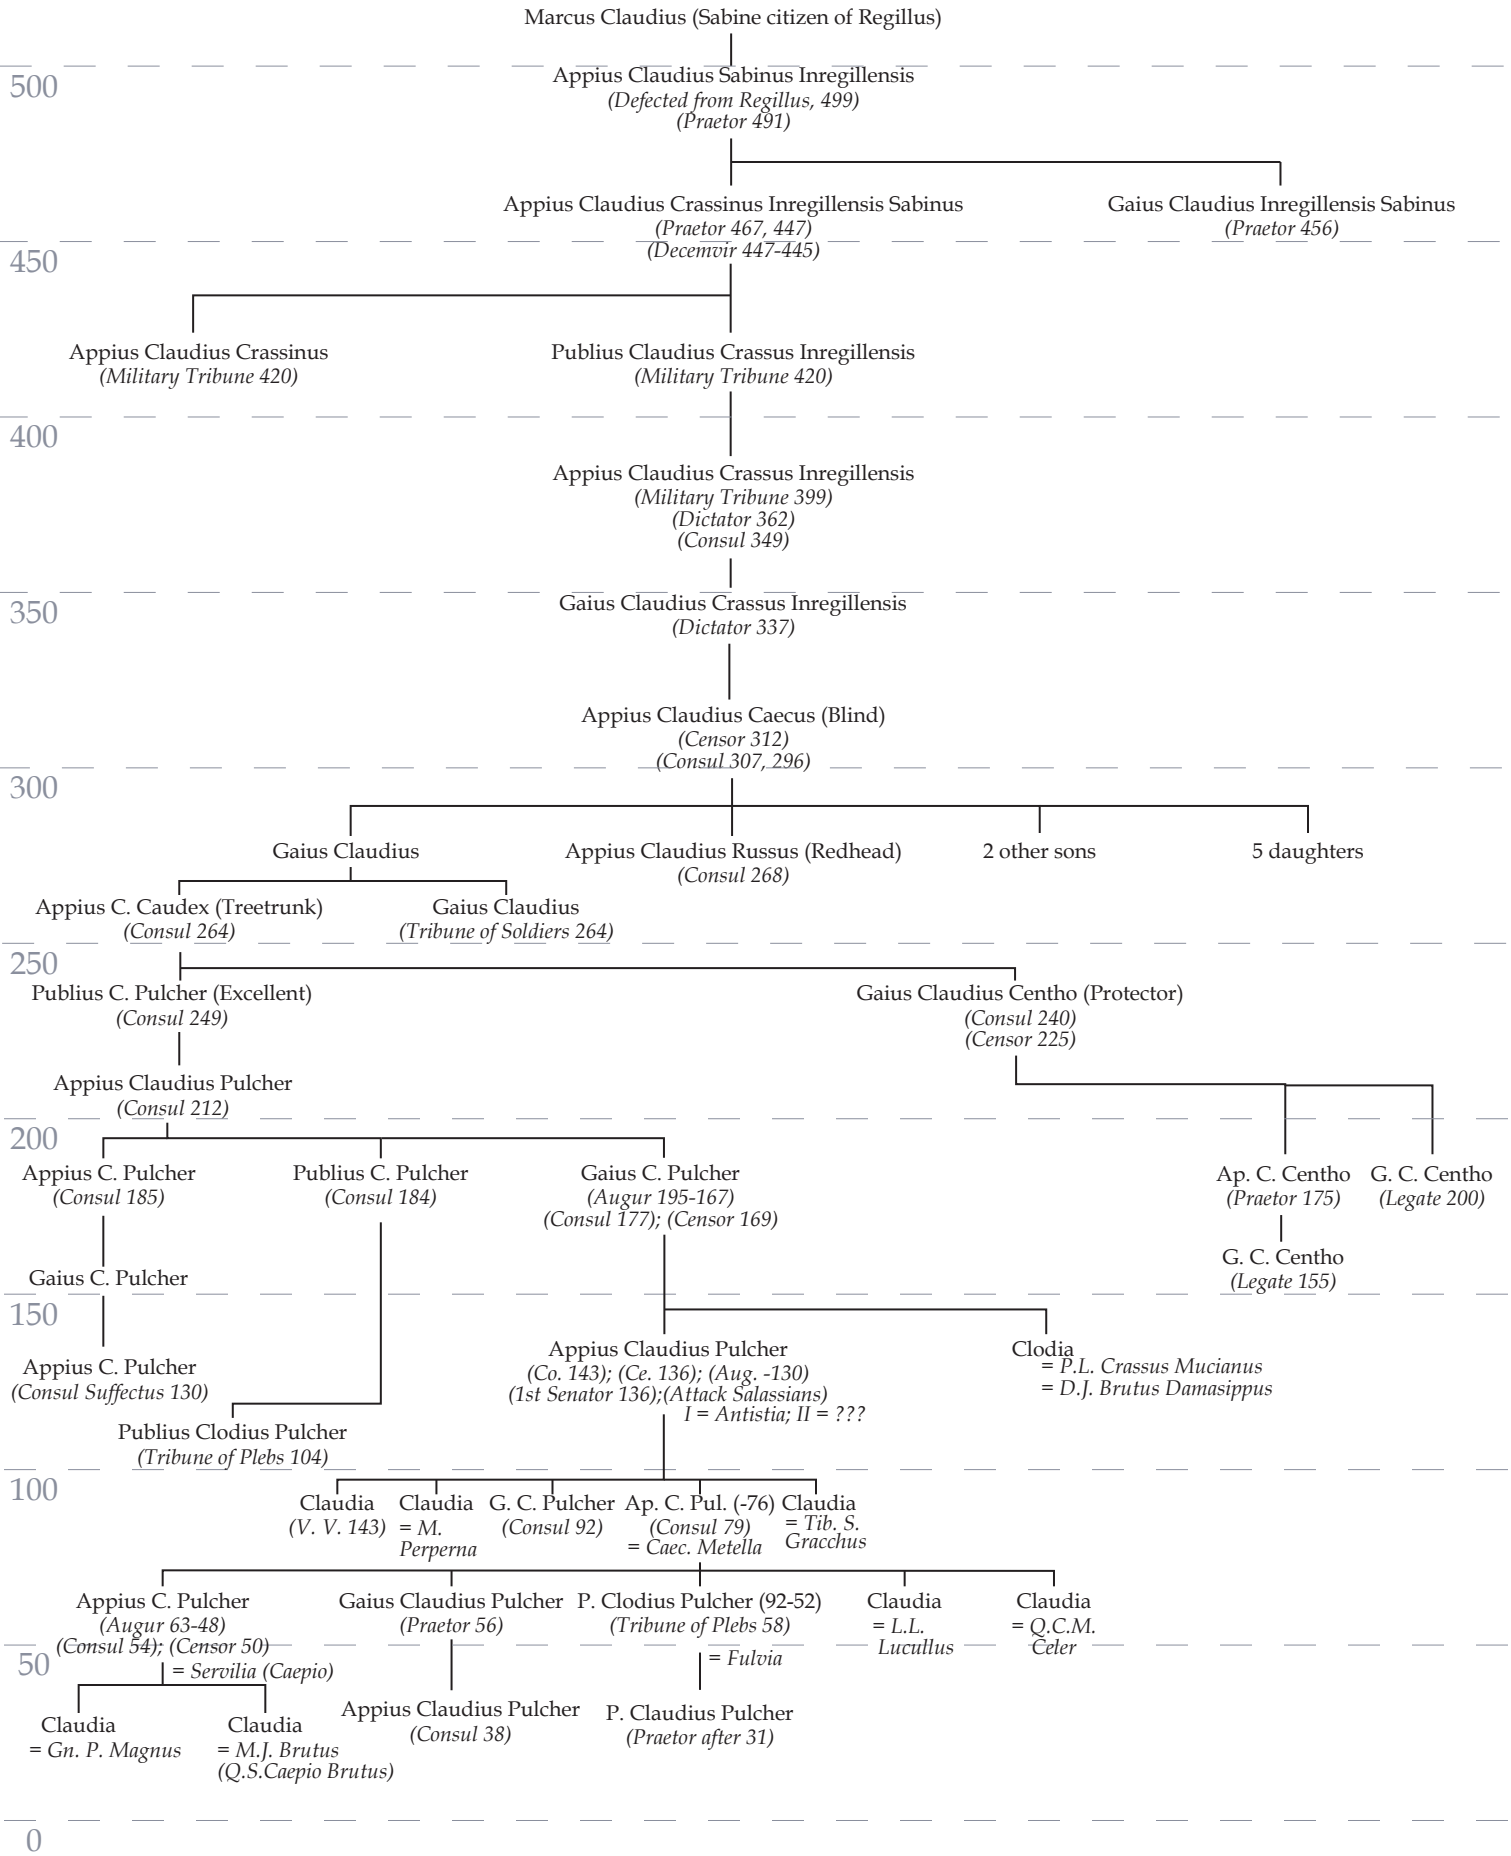 Marcus Claudius (Sabine citizen of Regillus)
500
Appius Claudius Sabinus Inregillensis
(Defected from Regillus, 499)
(Praetor 491)
Appius Claudius Crassinus Inregillensis Sabinus
(Praetor 467, 447)
(Decemvir 447-445)
Gaius Claudius Inregillensis Sabinus
(Praetor 456)
450
Appius Claudius Crassinus
(Military Tribune 420)
Publius Claudius Crassus Inregillensis
(Military Tribune 420)
400
Appius Claudius Crassus Inregillensis
(Military Tribune 399)
(Dictator 362)
(Consul 349)
350
Gaius Claudius Crassus Inregillensis
(Dictator 337)
Appius Claudius Caecus (Blind)
(Censor 312)
(Consul 307, 296)
300
Gaius Claudius
Appius Claudius Russus (Redhead)
(Consul 268)
2 other sons
5 daughters
Appius C. Caudex (Treetrunk)
(Consul 264)
Gaius Claudius
(Tribune of Soldiers 264)
250
Publius C. Pulcher (Excellent)
(Consul 249)
Gaius Claudius Centho (Protector)
(Consul 240)
(Censor 225)
Appius Claudius Pulcher
(Consul 212)
200
Appius C. Pulcher
(Consul 185)
Publius C. Pulcher
(Consul 184)
Gaius C. Pulcher
(Augur 195-167)
(Consul 177); (Censor 169)
Ap. C. Centho
(Praetor 175)
G. C. Centho
(Legate 200)
Gaius C. Pulcher
G. C. Centho
(Legate 155)
150
Appius C. Pulcher
(Consul Suffectus 130)
Appius Claudius Pulcher
(Co. 143); (Ce. 136); (Aug. -130)
(1st Senator 136);(Attack Salassians)
I = Antistia; II = ???
Clodia
= P.L. Crassus Mucianus
= D.J. Brutus Damasippus
Publius Clodius Pulcher
(Tribune of Plebs 104)
100
Claudia
(V. V. 143)
Claudia
= M.
Perperna
G. C. Pulcher
(Consul 92)
Ap. C. Pul. (-76)
(Consul 79)
= Caec. Metella
Claudia
= Tib. S.
Gracchus
Appius C. Pulcher
(Augur 63-48)
(Consul 54); (Censor 50)
= Servilia (Caepio)
Gaius Claudius Pulcher
(Praetor 56)
P. Clodius Pulcher (92-52)
(Tribune of Plebs 58)
= Fulvia
Claudia
= L.L.
Lucullus
Claudia
= Q.C.M.
Celer
50
Claudia
= Gn. P. Magnus
Claudia
= M.J. Brutus
(Q.S.Caepio Brutus)
Appius Claudius Pulcher
(Consul 38)
P. Claudius Pulcher
(Praetor after 31)
0